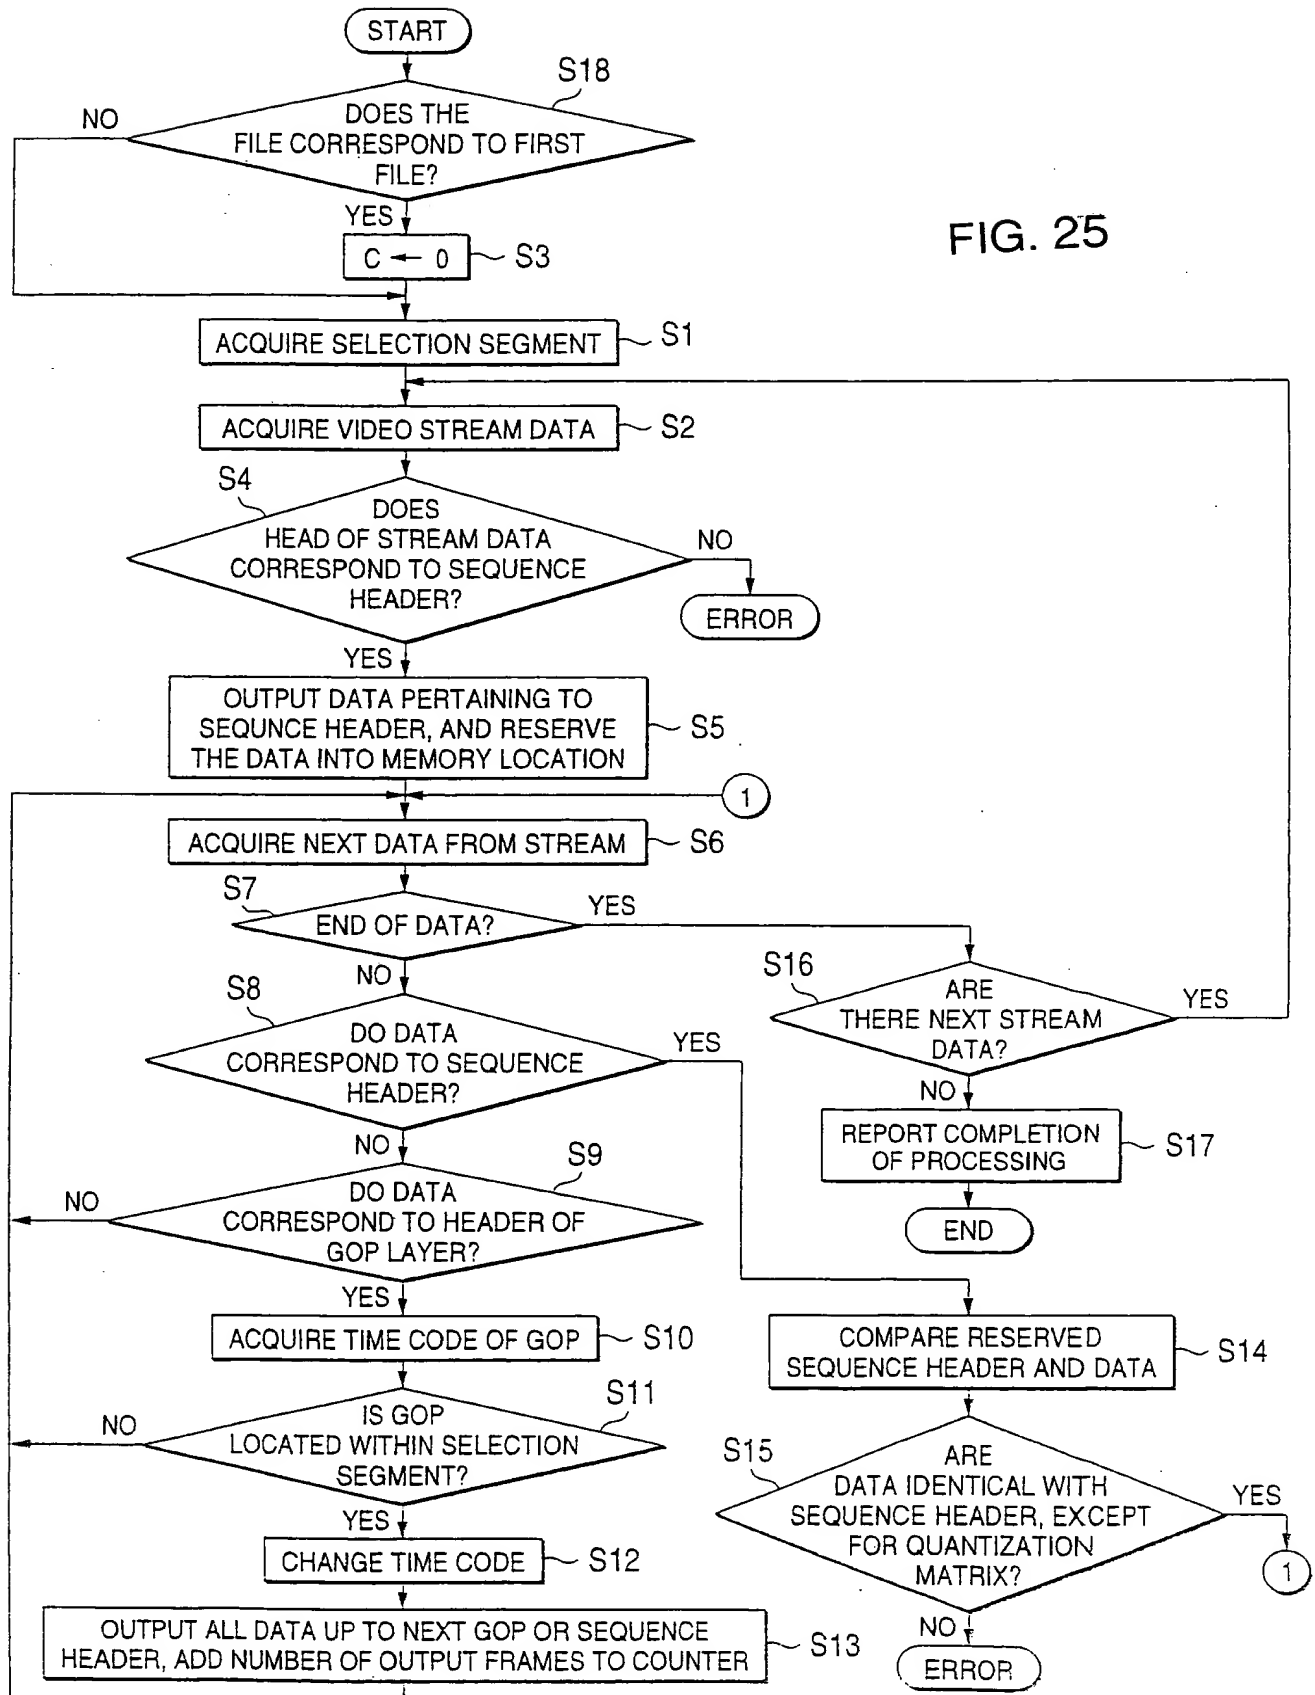 START
S18
NO
DOES THE
FILE CORRESPOND TO FIRST
FILE?
YES
FIG. 25
C ← 0
S3
ACQUIRE SELECTION SEGMENT
S1
ACQUIRE VIDEO STREAM DATA
S2
S4
DOES
HEAD OF STREAM DATA
CORRESPOND TO SEQUENCE
HEADER?
NO
ERROR
YES
OUTPUT DATA PERTAINING TO
SEQUNCE HEADER, AND RESERVE
THE DATA INTO MEMORY LOCATION
S5
1
ACQUIRE NEXT DATA FROM STREAM
S6
S7
END OF DATA?
YES
NO
S16
ARE
THERE NEXT STREAM
DATA?
YES
NO
S8
DO DATA
CORRESPOND TO SEQUENCE
HEADER?
YES
NO
REPORT COMPLETION
OF PROCESSING
S17
END
S9
NO
DO DATA
CORRESPOND TO HEADER OF
GOP LAYER?
YES
ACQUIRE TIME CODE OF GOP
S10
COMPARE RESERVED
SEQUENCE HEADER AND DATA
S14
S11
NO
IS GOP
LOCATED WITHIN SELECTION
SEGMENT?
YES
S15
ARE
DATA IDENTICAL WITH
SEQUENCE HEADER, EXCEPT
FOR QUANTIZATION
MATRIX?
YES
1
CHANGE TIME CODE
S12
OUTPUT ALL DATA UP TO NEXT GOP OR SEQUENCE
HEADER, ADD NUMBER OF OUTPUT FRAMES TO COUNTER
S13
NO
ERROR